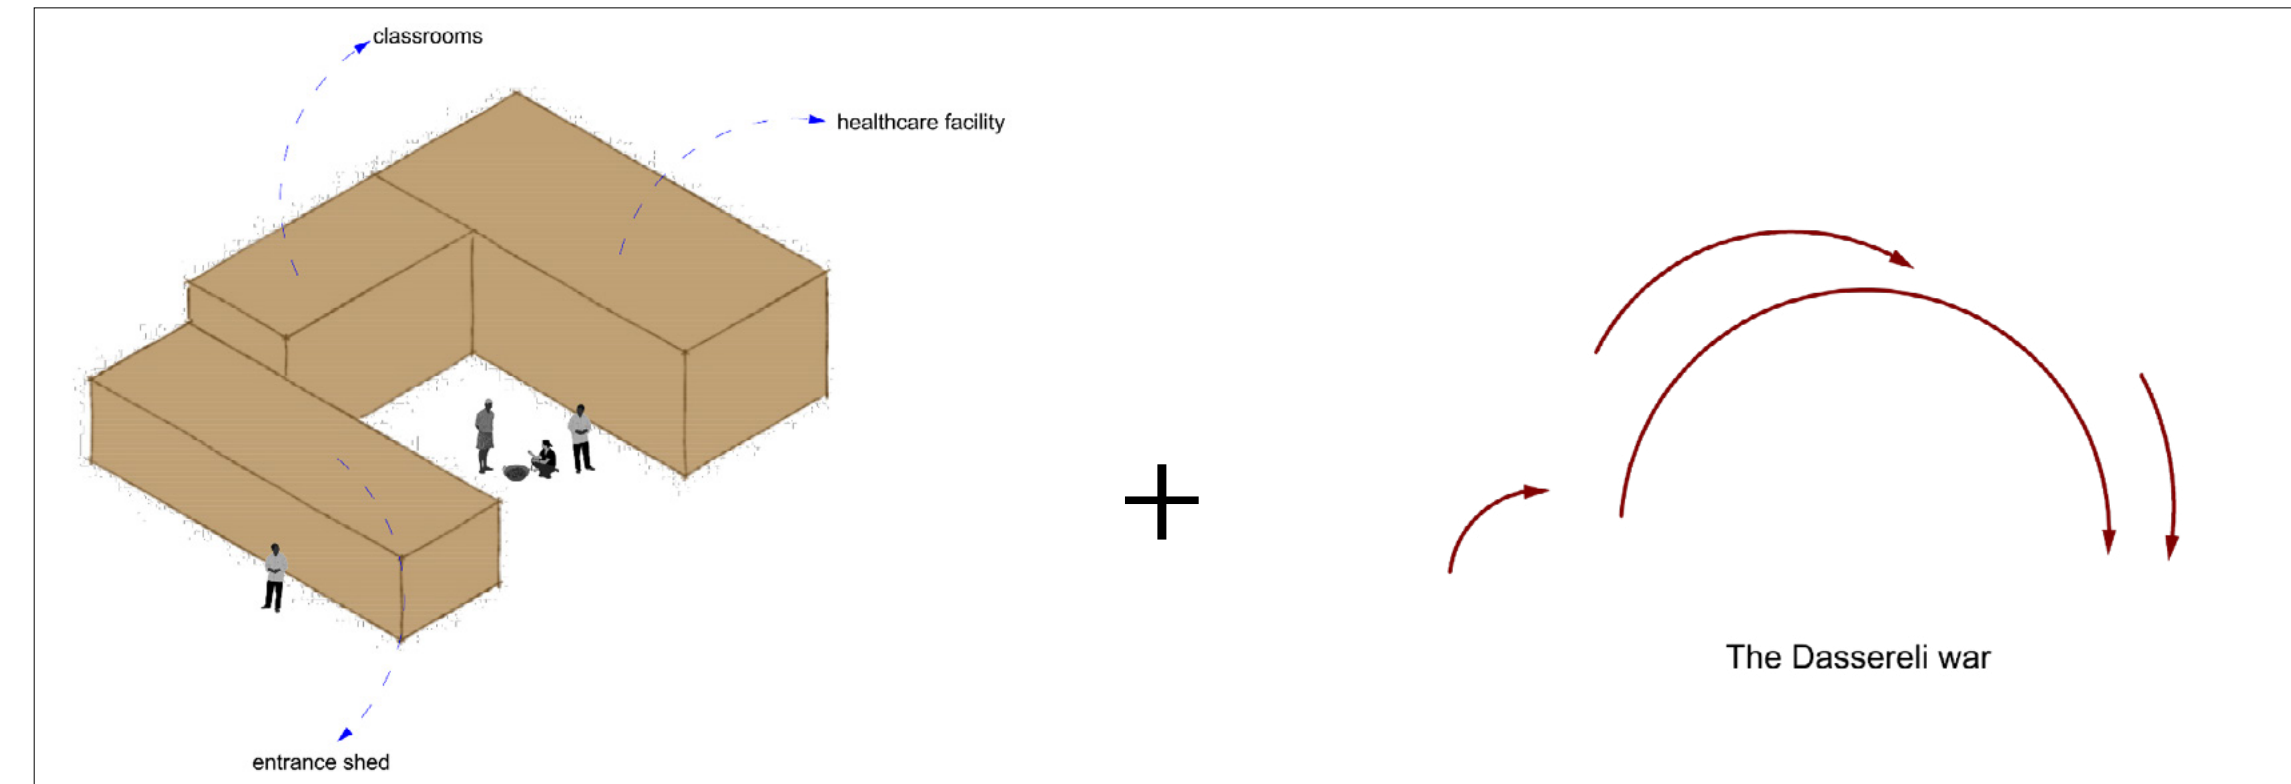 classrooms
healthcare facility
+
The Dassereli war
entrance shed